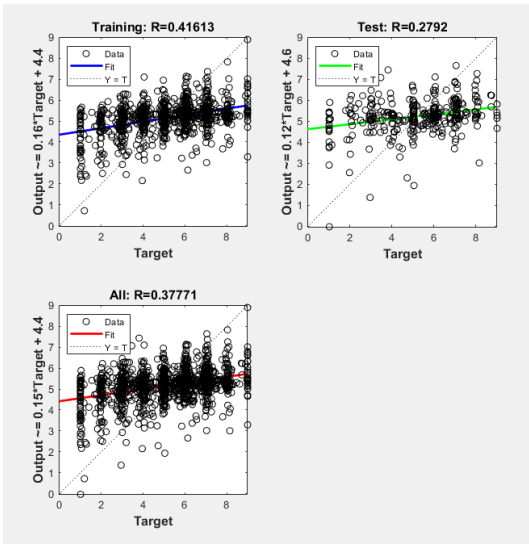 Training: R=0.41613
Output ~= 0.16*Target + 4.4
9
8
7
6
5
4
3
2
1
0
Data
Fit
Y = T
0 2 4 6 8
Target
Test: R=0.2792
Output ~= 0.12*Target + 4.6
9
8
7
6
5
4
3
2
1
0
Data
Fit
Y = T
0 2 4 6 8
Target
All: R=0.37771
Output ~= 0.15*Target + 4.4
9
8
7
6
5
4
3
2
1
0
Data
Fit
Y = T
0 2 4 6 8
Target